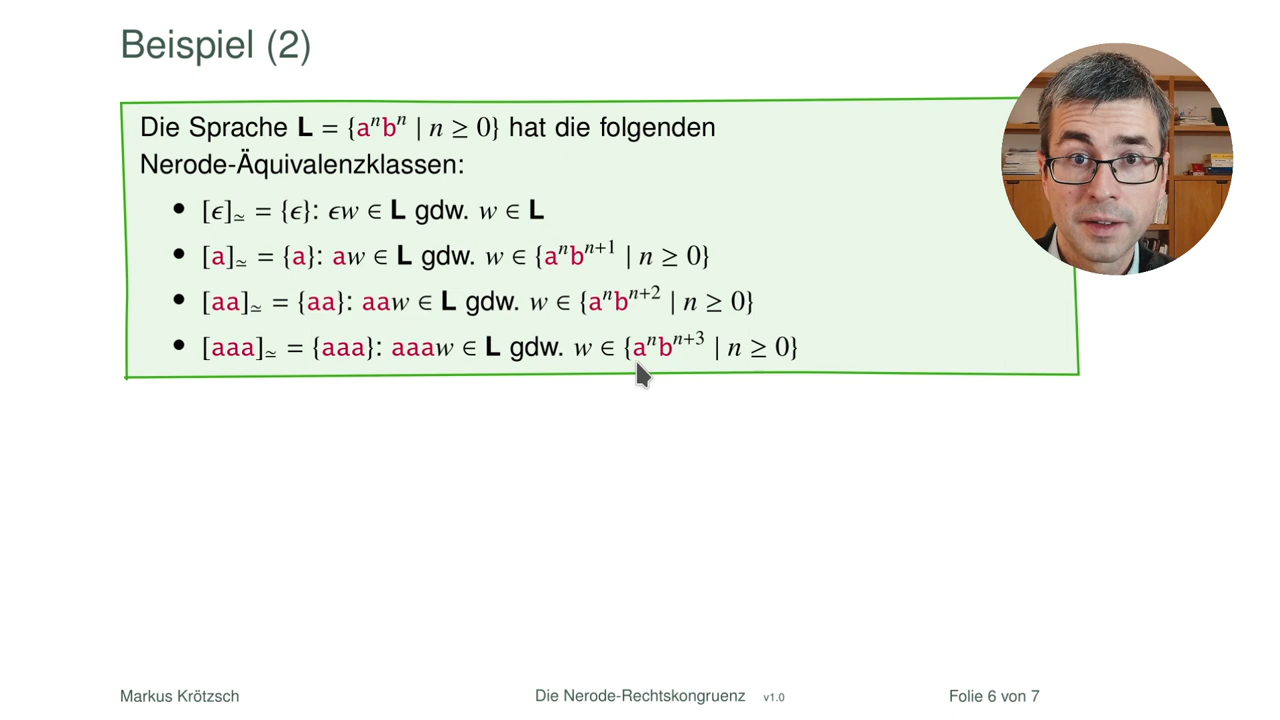 Beispiel (2)
Die Sprache L = {aⁿbⁿ | n ≥ 0} hat die folgenden
Nerode-Äquivalenzklassen:
• [ϵ]≃ = {ϵ}: ϵw ∈ L gdw. w ∈ L
• [a]≃ = {a}: aw ∈ L gdw. w ∈ {aⁿbⁿ⁺¹ | n ≥ 0}
• [aa]≃ = {aa}: aaw ∈ L gdw. w ∈ {aⁿbⁿ⁺² | n ≥ 0}
• [aaa]≃ = {aaa}: aaaw ∈ L gdw. w ∈ {aⁿbⁿ⁺³ | n ≥ 0}
Markus Krötzsch Die Nerode-Rechtskongruenz v1.0 Folie 6 von 7